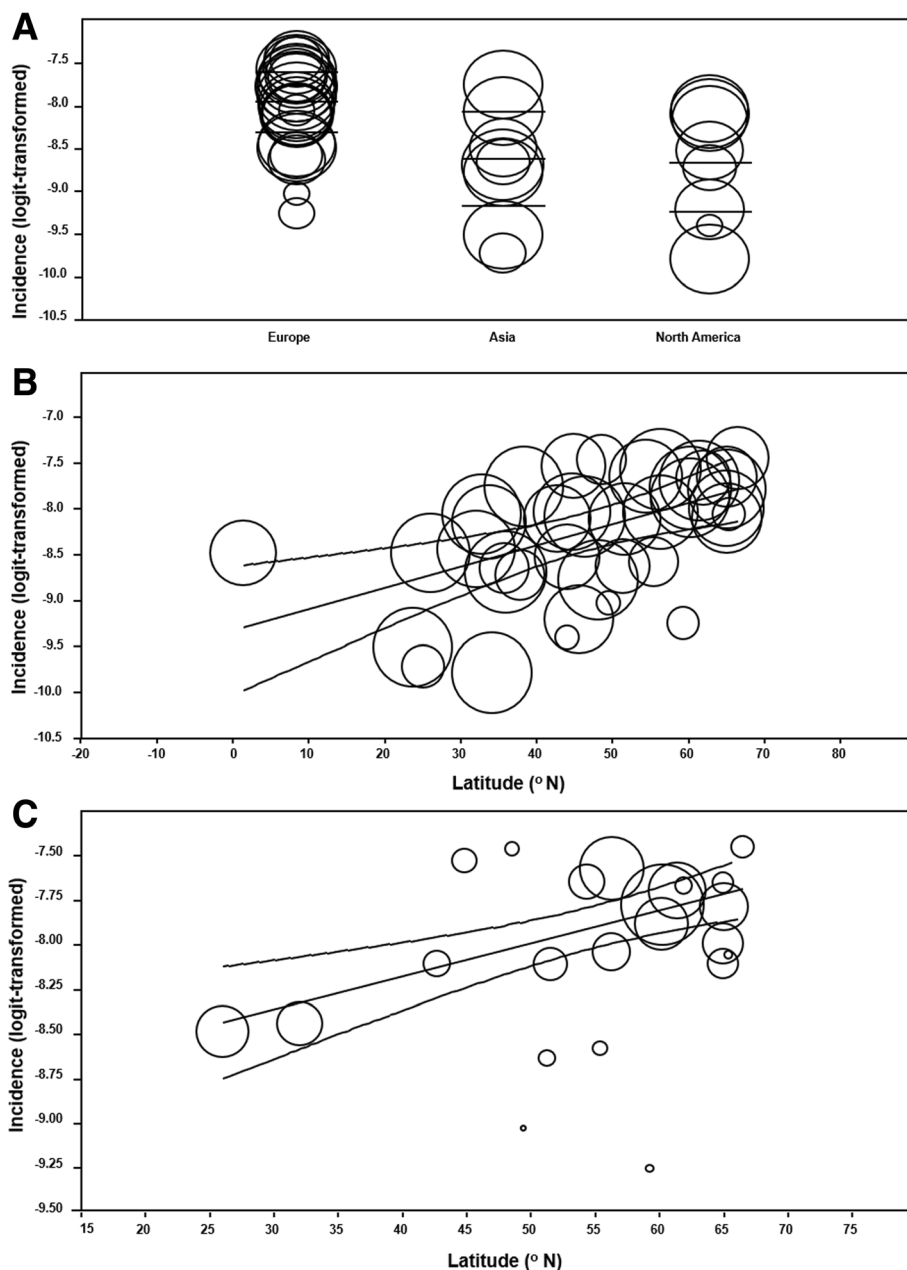 A
Incidence (logit-transformed)
-7.5
-8.0
-8.5
-9.0
-9.5
-10.0
-10.5
Europe Asia North America
B
Incidence (logit-transformed)
-7.0
-7.5
-8.0
-8.5
-9.0
-9.5
-10.0
-10.5
-20 -10 0 10 20 30 40 50 60 70 80
Latitude (° N)
C
Incidence (logit-transformed)
-7.50
-7.75
-8.00
-8.25
-8.50
-8.75
-9.00
-9.25
-9.50
15 20 25 30 35 40 45 50 55 60 65 70 75
Latitude (° N)